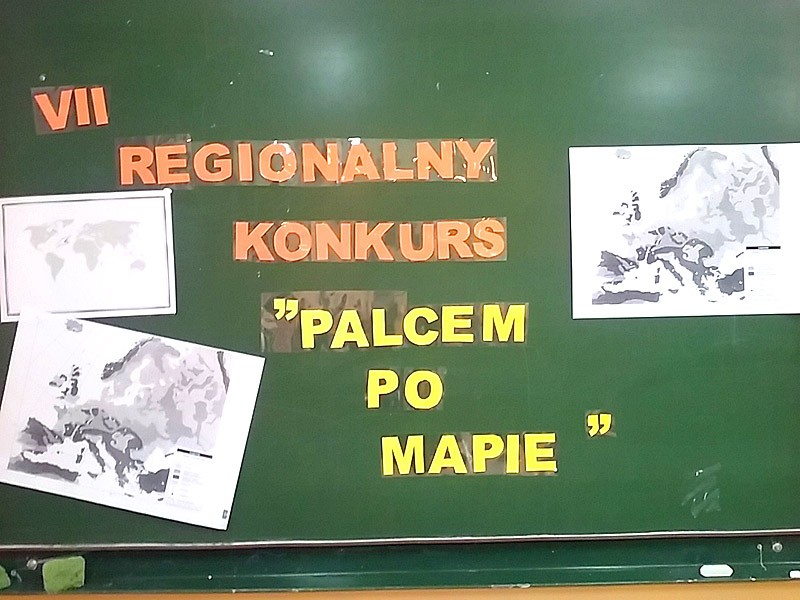 VII
REGIONALNY
KONKURS
"PALCEM
PO
MAPIE"